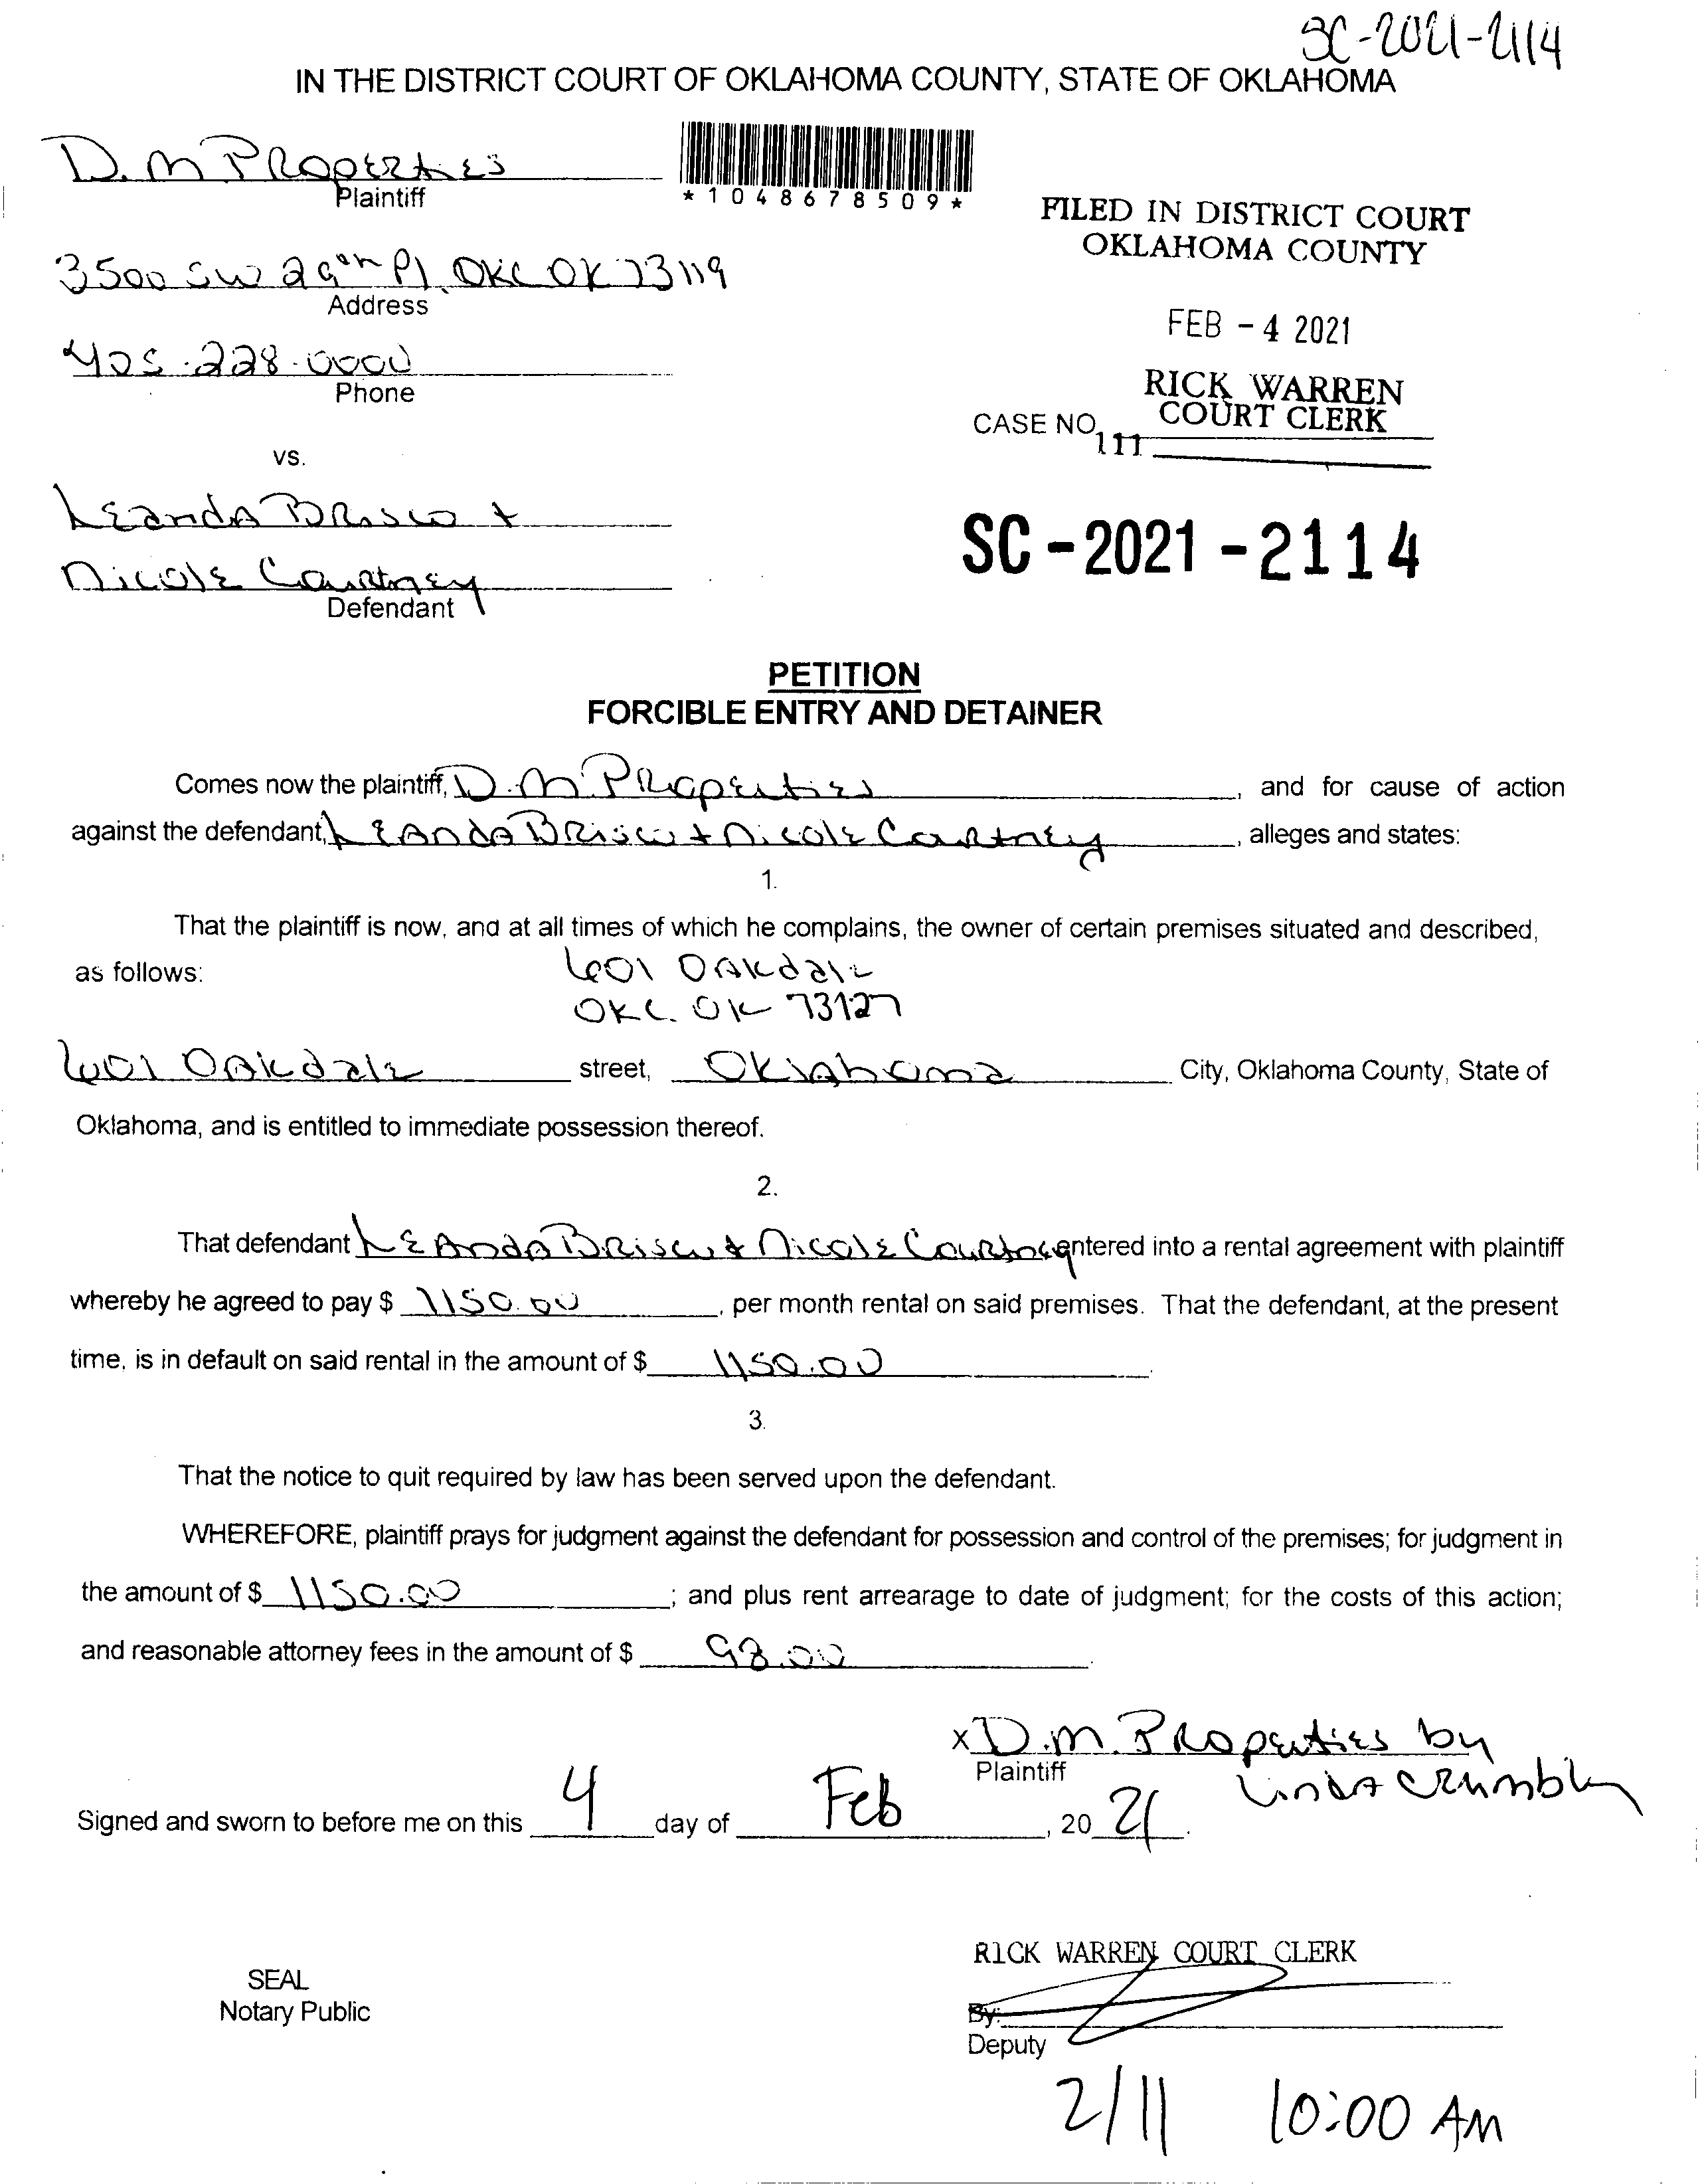 SC-2021-2114
IN THE DISTRICT COURT OF OKLAHOMA COUNTY, STATE OF OKLAHOMA
D.M Properties
Plaintiff
*1048678509*
FILED IN DISTRICT COURT
OKLAHOMA COUNTY
3500 SW 29th Pl. OKC OK 73119
Address
FEB - 4 2021
405-228-0000
Phone
RICK WARREN
COURT CLERK
CASE NO.
111
vs.
Leanda Brisco +
Nicole Courtney
Defendant
SC-2021-2114
PETITION
FORCIBLE ENTRY AND DETAINER
Comes now the plaintiff, D.M. Properties, and for cause of action
against the defendant, Leanda Brisco + Nicole Courtney, alleges and states:
1.
That the plaintiff is now, and at all times of which he complains, the owner of certain premises situated and described,
as follows: 601 Oakdale
OKC. OK 73127
601 Oakdale street, Oklahoma City, Oklahoma County, State of
Oklahoma, and is entitled to immediate possession thereof.
2.
That defendant Leanda Brisco + Nicole Courtney entered into a rental agreement with plaintiff
whereby he agreed to pay $ 1150.00, per month rental on said premises. That the defendant, at the present
time, is in default on said rental in the amount of $ 1150.00.
3.
That the notice to quit required by law has been served upon the defendant.
WHEREFORE, plaintiff prays for judgment against the defendant for possession and control of the premises; for judgment in
the amount of $ 1150.00; and plus rent arrearage to date of judgment; for the costs of this action;
and reasonable attorney fees in the amount of $ 98.00.
x D.M. Properties by
Plaintiff
Linda Crumbly
Signed and sworn to before me on this 4 day of Feb, 20 21.
RICK WARREN COURT CLERK
SEAL
Notary Public
By:
Deputy
2/11 10:00 AM